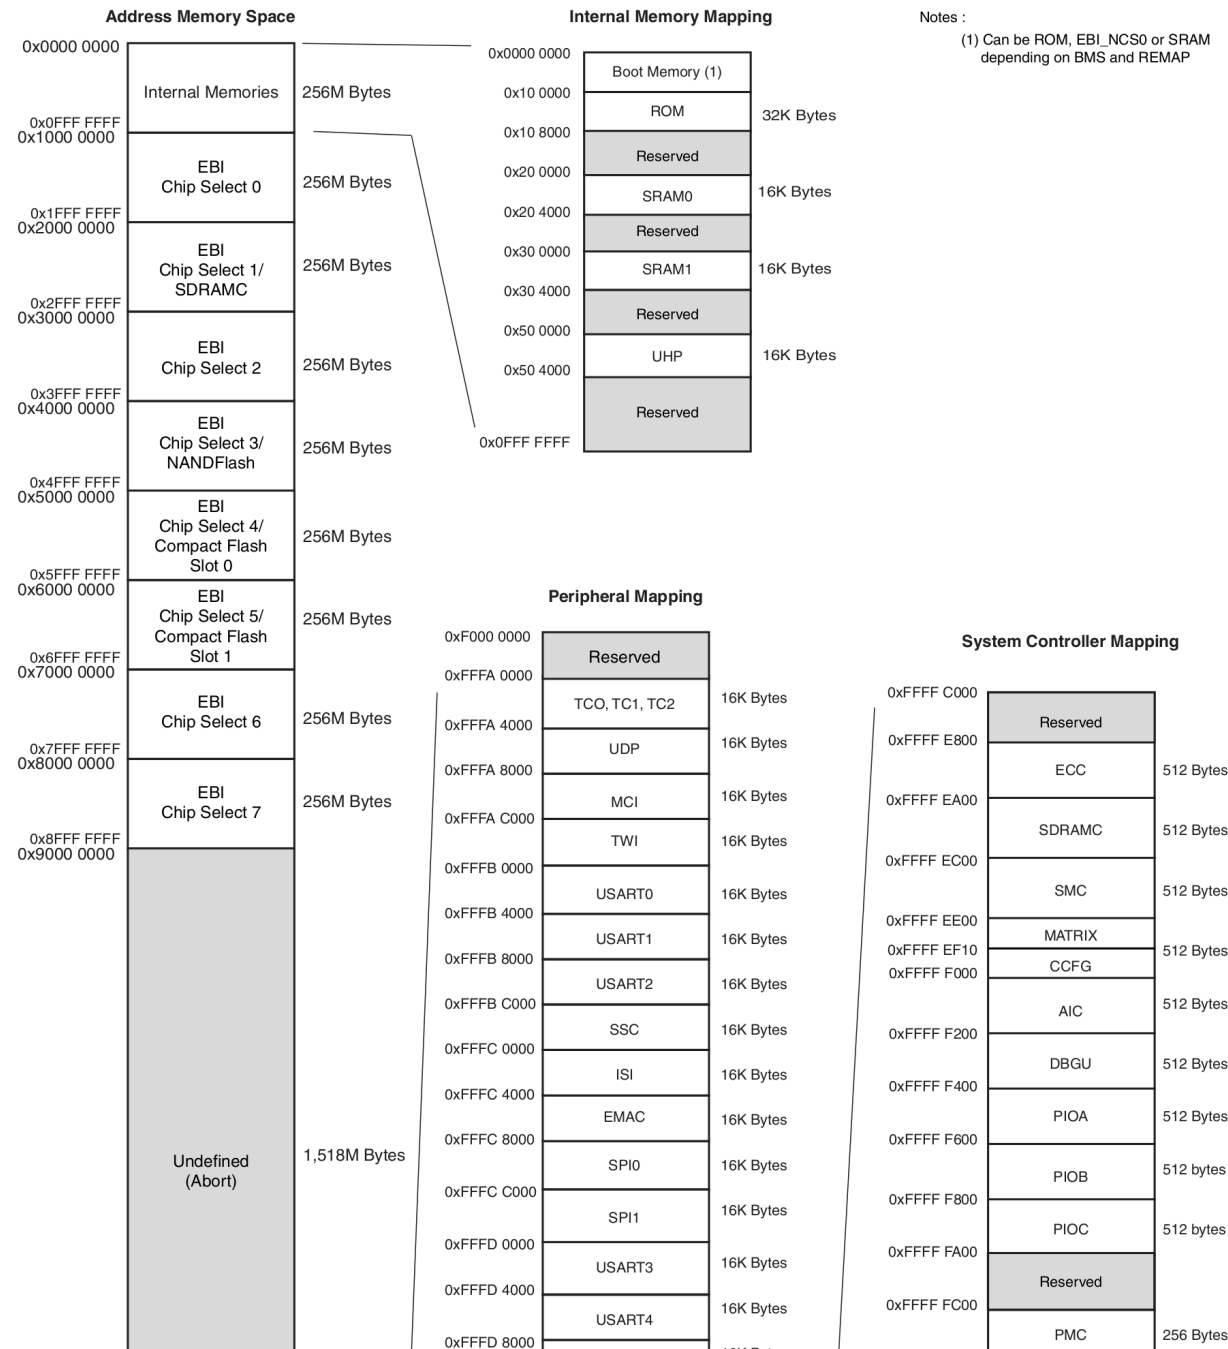 Address Memory Space
0x0000 0000
Internal Memories
256M Bytes
0x0FFF FFFF
0x1000 0000
EBI
Chip Select 0
256M Bytes
0x1FFF FFFF
0x2000 0000
EBI
Chip Select 1/
SDRAMC
256M Bytes
0x2FFF FFFF
0x3000 0000
EBI
Chip Select 2
256M Bytes
0x3FFF FFFF
0x4000 0000
EBI
Chip Select 3/
NANDFlash
256M Bytes
0x4FFF FFFF
0x5000 0000
EBI
Chip Select 4/
Compact Flash
Slot 0
256M Bytes
0x5FFF FFFF
0x6000 0000
EBI
Chip Select 5/
Compact Flash
Slot 1
256M Bytes
0x6FFF FFFF
0x7000 0000
EBI
Chip Select 6
256M Bytes
0x7FFF FFFF
0x8000 0000
EBI
Chip Select 7
256M Bytes
0x8FFF FFFF
0x9000 0000
Undefined
(Abort)
1,518M Bytes
Internal Memory Mapping
0x0000 0000
Boot Memory (1)
0x10 0000
ROM
32K Bytes
0x10 8000
Reserved
0x20 0000
SRAM0
16K Bytes
0x20 4000
Reserved
0x30 0000
SRAM1
16K Bytes
0x30 4000
Reserved
0x50 0000
UHP
16K Bytes
0x50 4000
Reserved
0x0FFF FFFF
Notes :
(1) Can be ROM, EBI_NCS0 or SRAM
depending on BMS and REMAP
Peripheral Mapping
0xF000 0000
Reserved
0xFFFA 0000
TCO, TC1, TC2
16K Bytes
0xFFFA 4000
UDP
16K Bytes
0xFFFA 8000
MCI
16K Bytes
0xFFFA C000
TWI
16K Bytes
0xFFFB 0000
USART0
16K Bytes
0xFFFB 4000
USART1
16K Bytes
0xFFFB 8000
USART2
16K Bytes
0xFFFB C000
SSC
16K Bytes
0xFFFC 0000
ISI
16K Bytes
0xFFFC 4000
EMAC
16K Bytes
0xFFFC 8000
SPI0
16K Bytes
0xFFFC C000
SPI1
16K Bytes
0xFFFD 0000
USART3
16K Bytes
0xFFFD 4000
USART4
16K Bytes
0xFFFD 8000
System Controller Mapping
0xFFFF C000
Reserved
0xFFFF E800
ECC
512 Bytes
0xFFFF EA00
SDRAMC
512 Bytes
0xFFFF EC00
SMC
512 Bytes
0xFFFF EE00
MATRIX
0xFFFF EF10
512 Bytes
CCFG
0xFFFF F000
AIC
512 Bytes
0xFFFF F200
DBGU
512 Bytes
0xFFFF F400
PIOA
512 Bytes
0xFFFF F600
PIOB
512 bytes
0xFFFF F800
PIOC
512 bytes
0xFFFF FA00
Reserved
0xFFFF FC00
PMC
256 Bytes